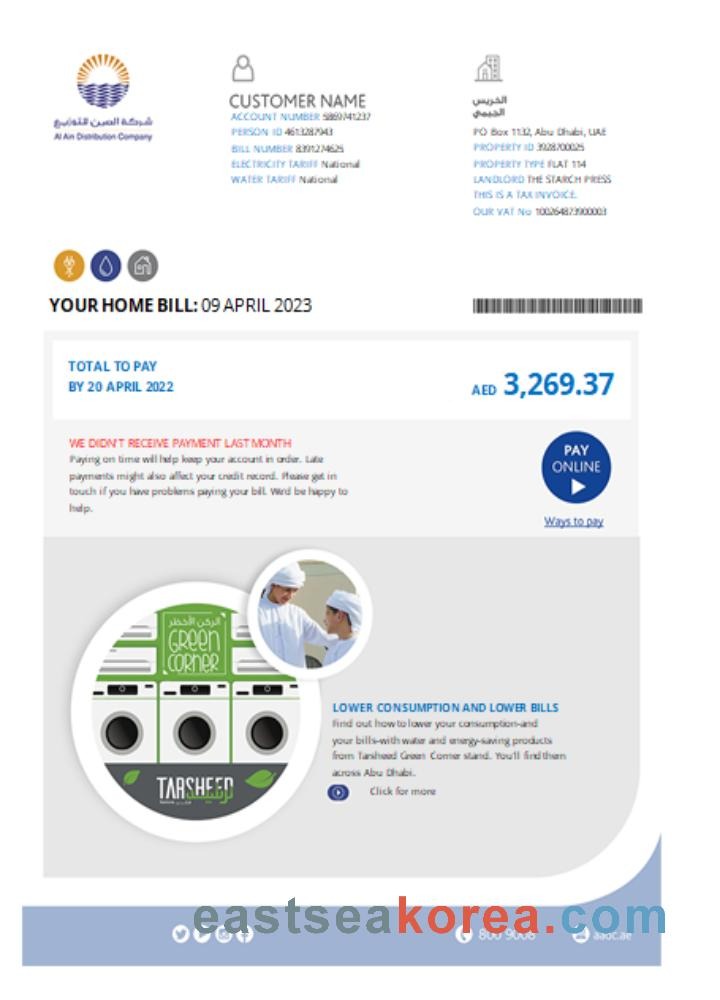 شركة العين للتوزيع
Al Ain Distribution Company
CUSTOMER NAME
ACCOUNT NUMBER 5869741237
PERSON ID 4613287943
BILL NUMBER 8391274625
ELECTRICITY TARIFF National
WATER TARIFF National
الخريس
الجيمي
PO Box 1132, Abu Dhabi, UAE
PROPERTY ID 3928700025
PROPERTY TYPE FLAT 114
LANDLORD THE STARCH PRESS
THIS IS A TAX INVOICE.
OUR VAT No 100264873900003
YOUR HOME BILL: 09 APRIL 2023
TOTAL TO PAY
BY 20 APRIL 2022
AED 3,269.37
WE DIDN'T RECEIVE PAYMENT LAST MONTH
Paying on time will help keep your account in order. Late
payments might also affect your credit record. Please get in
touch if you have problems paying your bill. We'd be happy to
help.
PAY
ONLINE
Ways to pay
الركن الأخضر
GREEN
CORNER
TARSHEED
ترشيد
LOWER CONSUMPTION AND LOWER BILLS
Find out how to lower your consumption-and
your bills-with water and energy-saving products
from Tarsheed Green Corner stand. You'll find them
across Abu Dhabi.
Click for more
eastseakorea.com
800 9008
aadc.ae